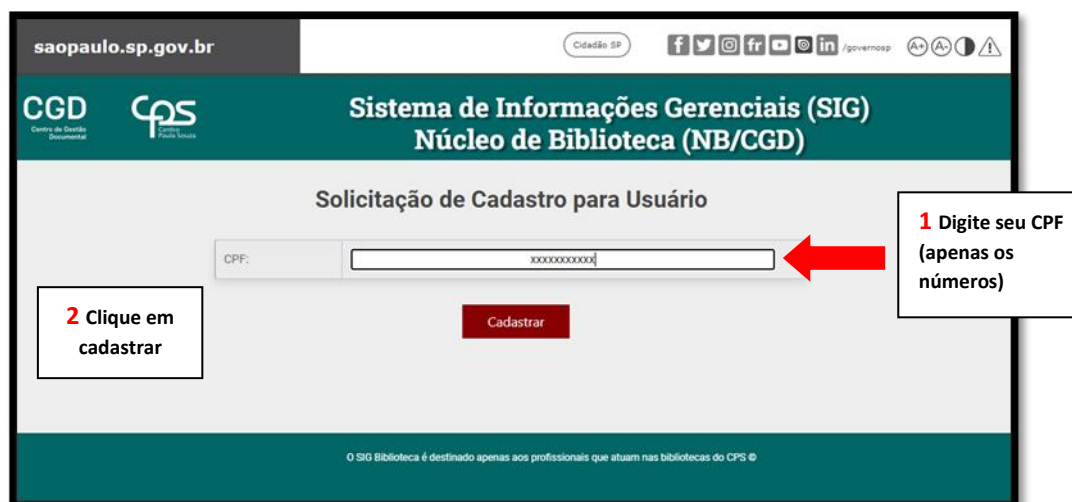 saopaulo.sp.gov.br
Cidadão SP
/governosp
A+ A-
CGD
Centro de Gestão
Documental
CPS
Centro
Paula Souza
Sistema de Informações Gerenciais (SIG)
Núcleo de Biblioteca (NB/CGD)
Solicitação de Cadastro para Usuário
1 Digite seu CPF
(apenas os
números)
CPF:
xxxxxxxxxxx
2 Clique em
cadastrar
Cadastrar
O SIG Biblioteca é destinado apenas aos profissionais que atuam nas bibliotecas do CPS ©